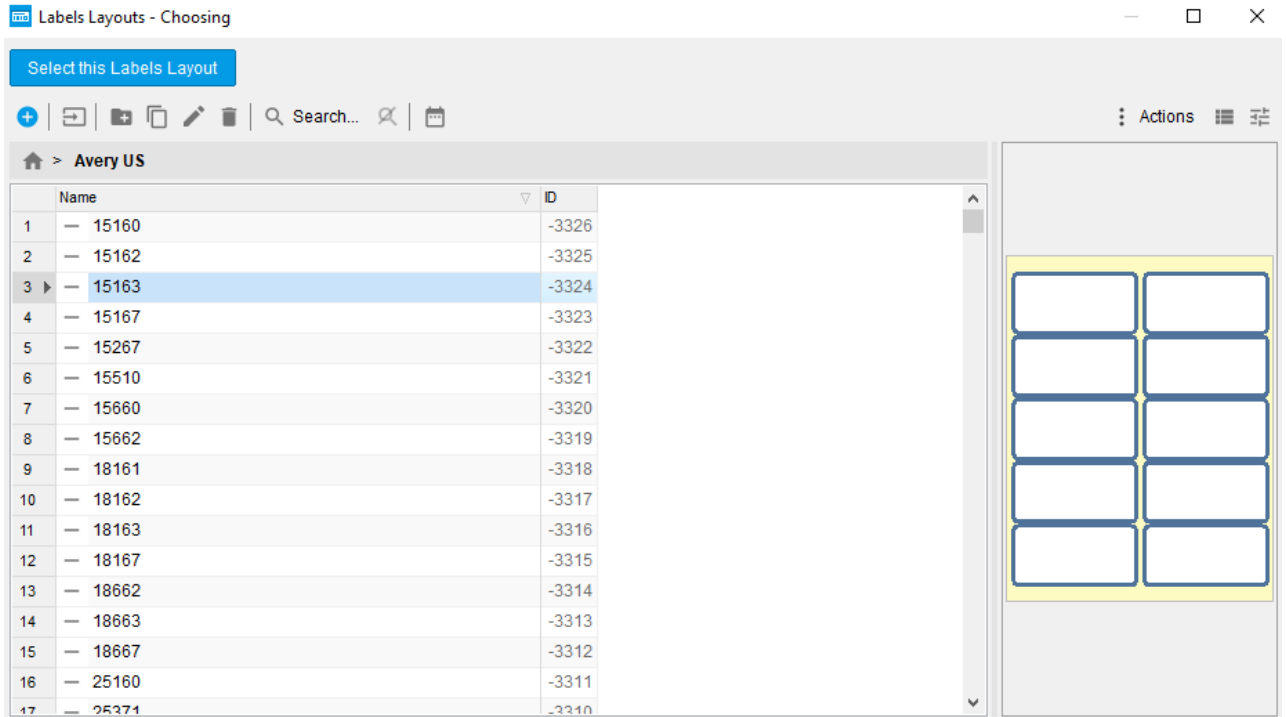 Labels Layouts - Choosing
Select this Labels Layout
Search... Actions
> Avery US
Name ID
1 15160 -3326
2 15162 -3325
3 15163 -3324
4 15167 -3323
5 15267 -3322
6 15510 -3321
7 15660 -3320
8 15662 -3319
9 18161 -3318
10 18162 -3317
11 18163 -3316
12 18167 -3315
13 18662 -3314
14 18663 -3313
15 18667 -3312
16 25160 -3311
17 25371 -3310